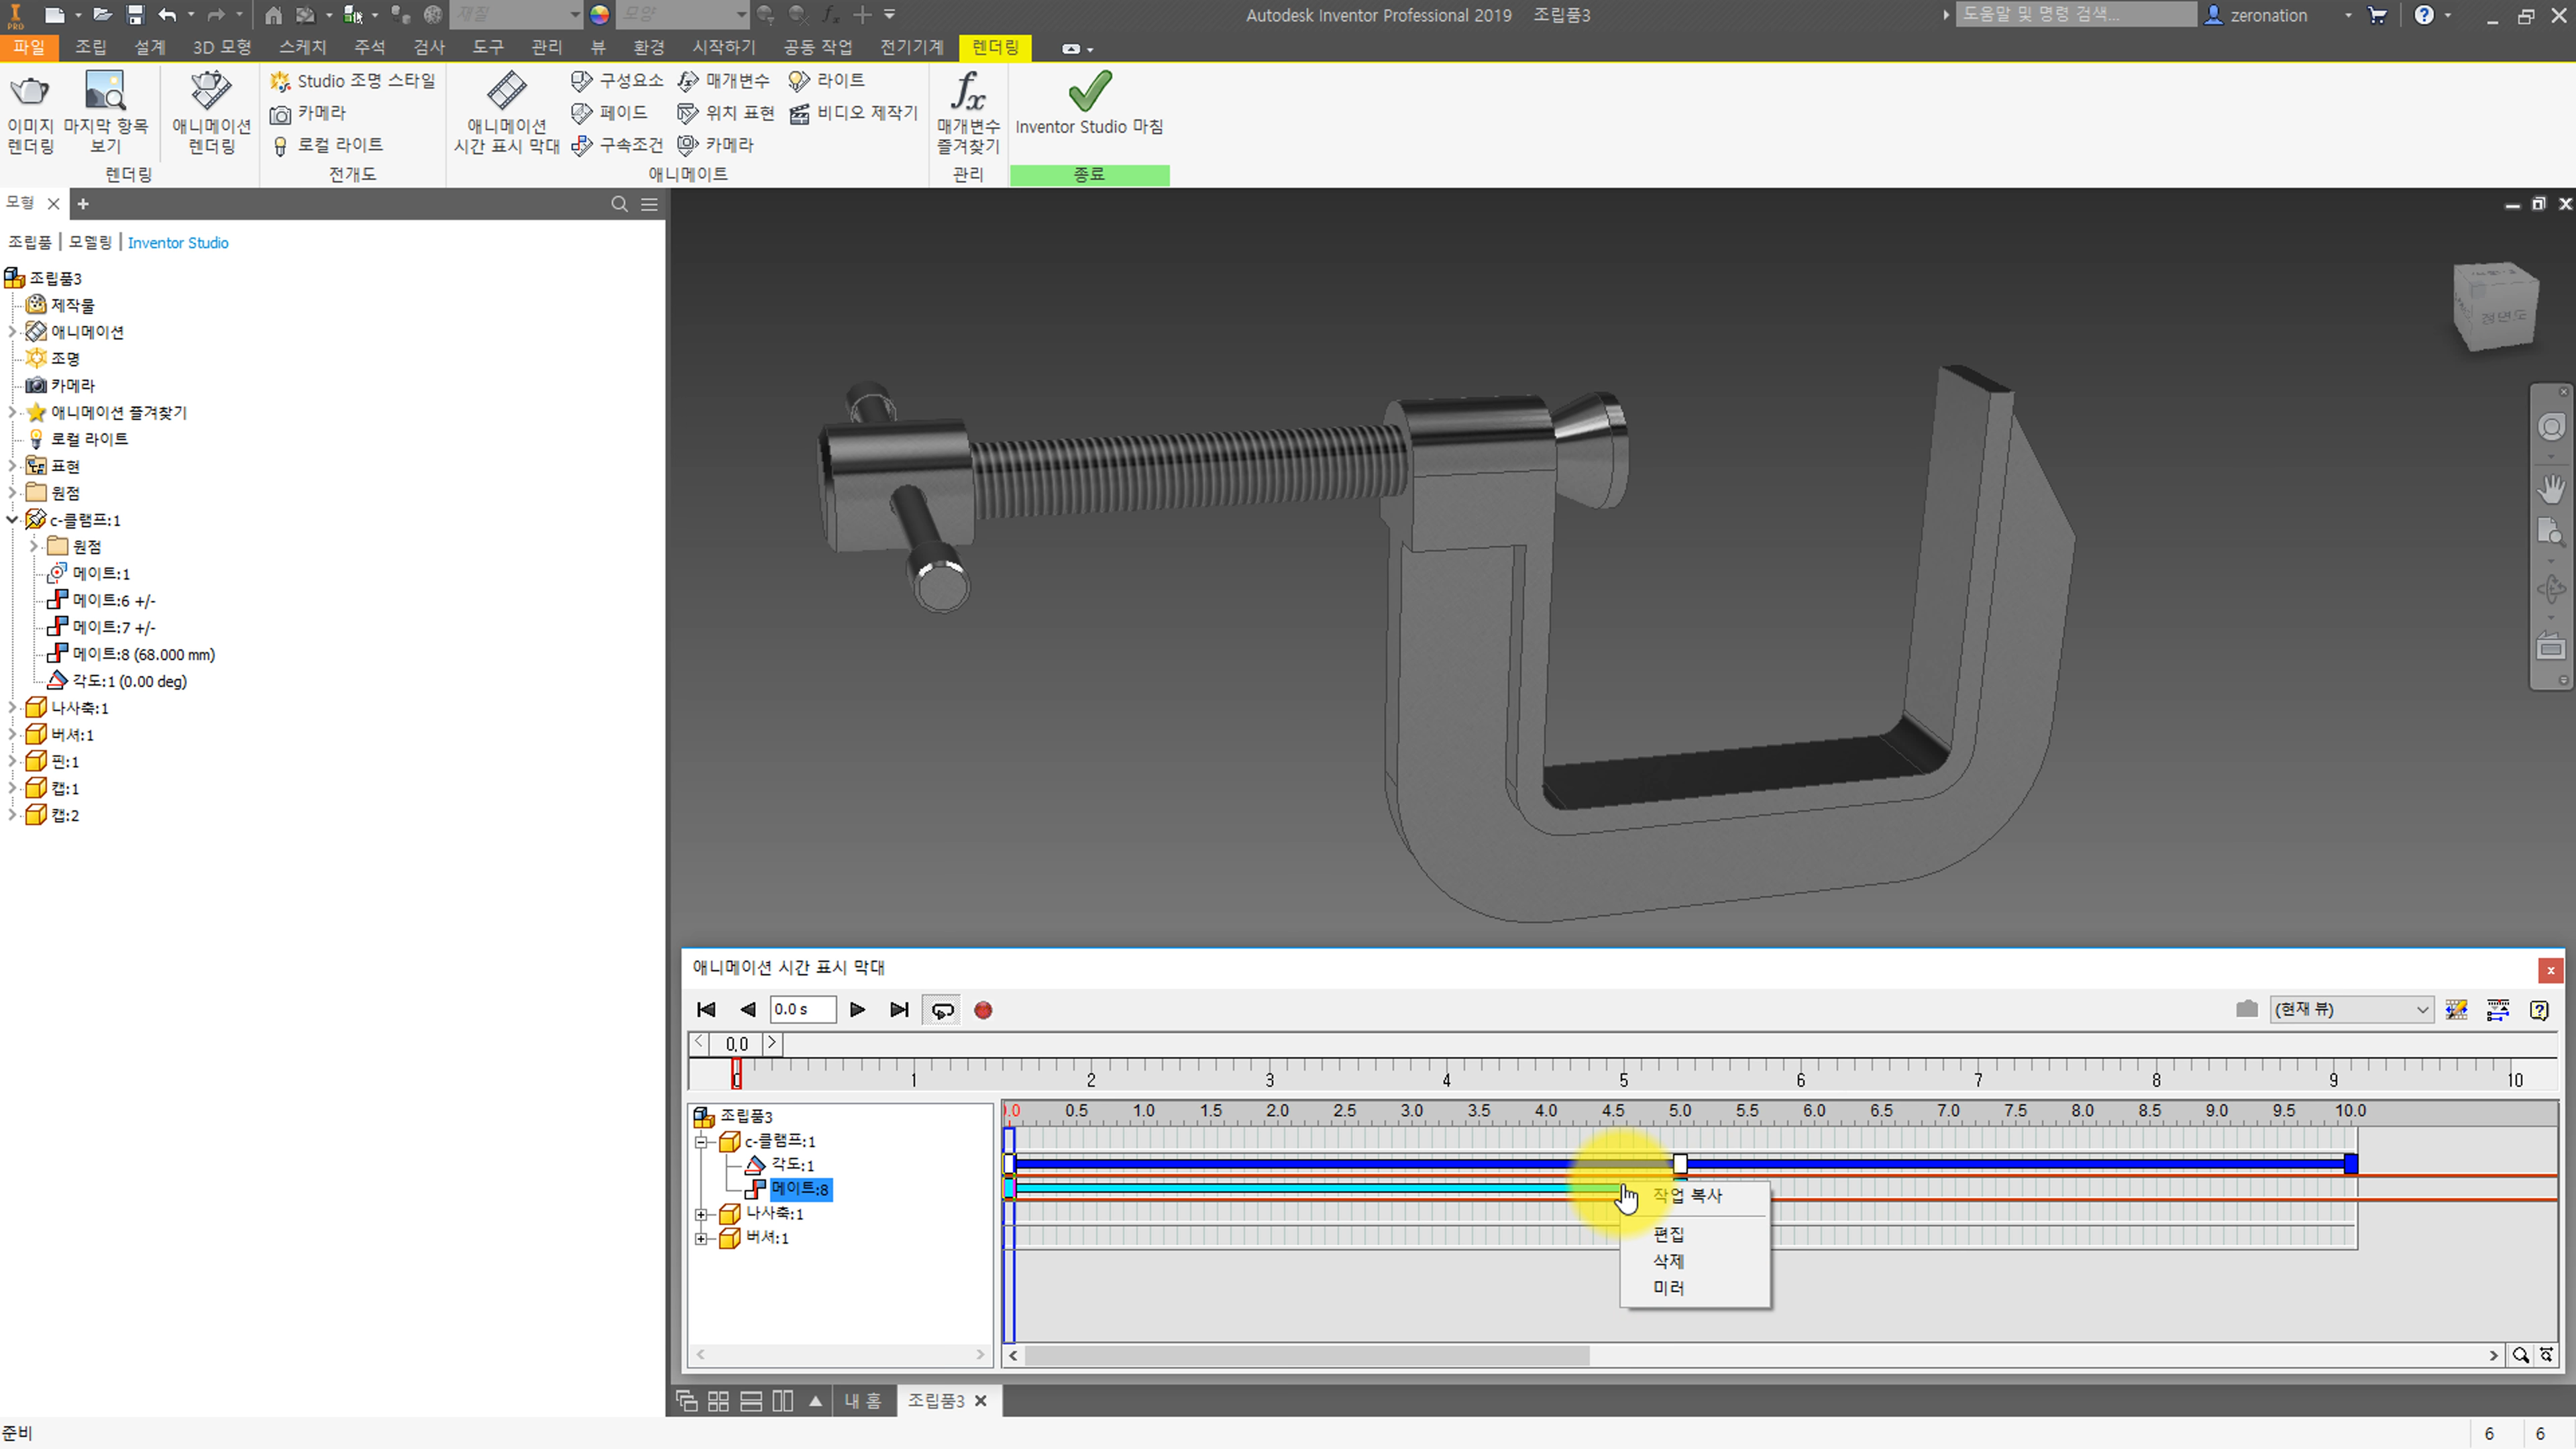 PRO 재질 모양 Autodesk Inventor Professional 2019 조립품3 도움말 및 명령 검색... zeronation
파일 조립 설계 3D 모형 스케치 주석 검사 도구 관리 뷰 환경 시작하기 공동 작업 전기기계 렌더링
이미지 렌더링
마지막 항목 보기
애니메이션 렌더링
렌더링
Studio 조명 스타일
카메라
로컬 라이트
전개도
애니메이션 시간 표시 막대
구성요소 매개변수 라이트
페이드 위치 표현 비디오 제작기
구속조건 카메라
애니메이트
매개변수 즐겨찾기
관리
Inventor Studio 마침
종료
모형
조립품 | 모델링 | Inventor Studio
조립품3
제작물
애니메이션
조명
카메라
애니메이션 즐겨찾기
로컬 라이트
표현
원점
c-클램프:1
원점
메이트:1
메이트:6 +/-
메이트:7 +/-
메이트:8 (68.000 mm)
각도:1 (0.00 deg)
나사축:1
버셔:1
핀:1
캡:1
캡:2
정면도
애니메이션 시간 표시 막대
0.0 s (현재 뷰)
0.0
1 2 3 4 5 6 7 8 9 10
0.5 1.0 1.5 2.0 2.5 3.0 3.5 4.0 4.5 5.0 5.5 6.0 6.5 7.0 7.5 8.0 8.5 9.0 9.5 10.0
조립품3
c-클램프:1
각도:1
메이트:8
나사축:1
버셔:1
작업 복사
편집
삭제
미러
내 홈 조립품3
준비 6 6